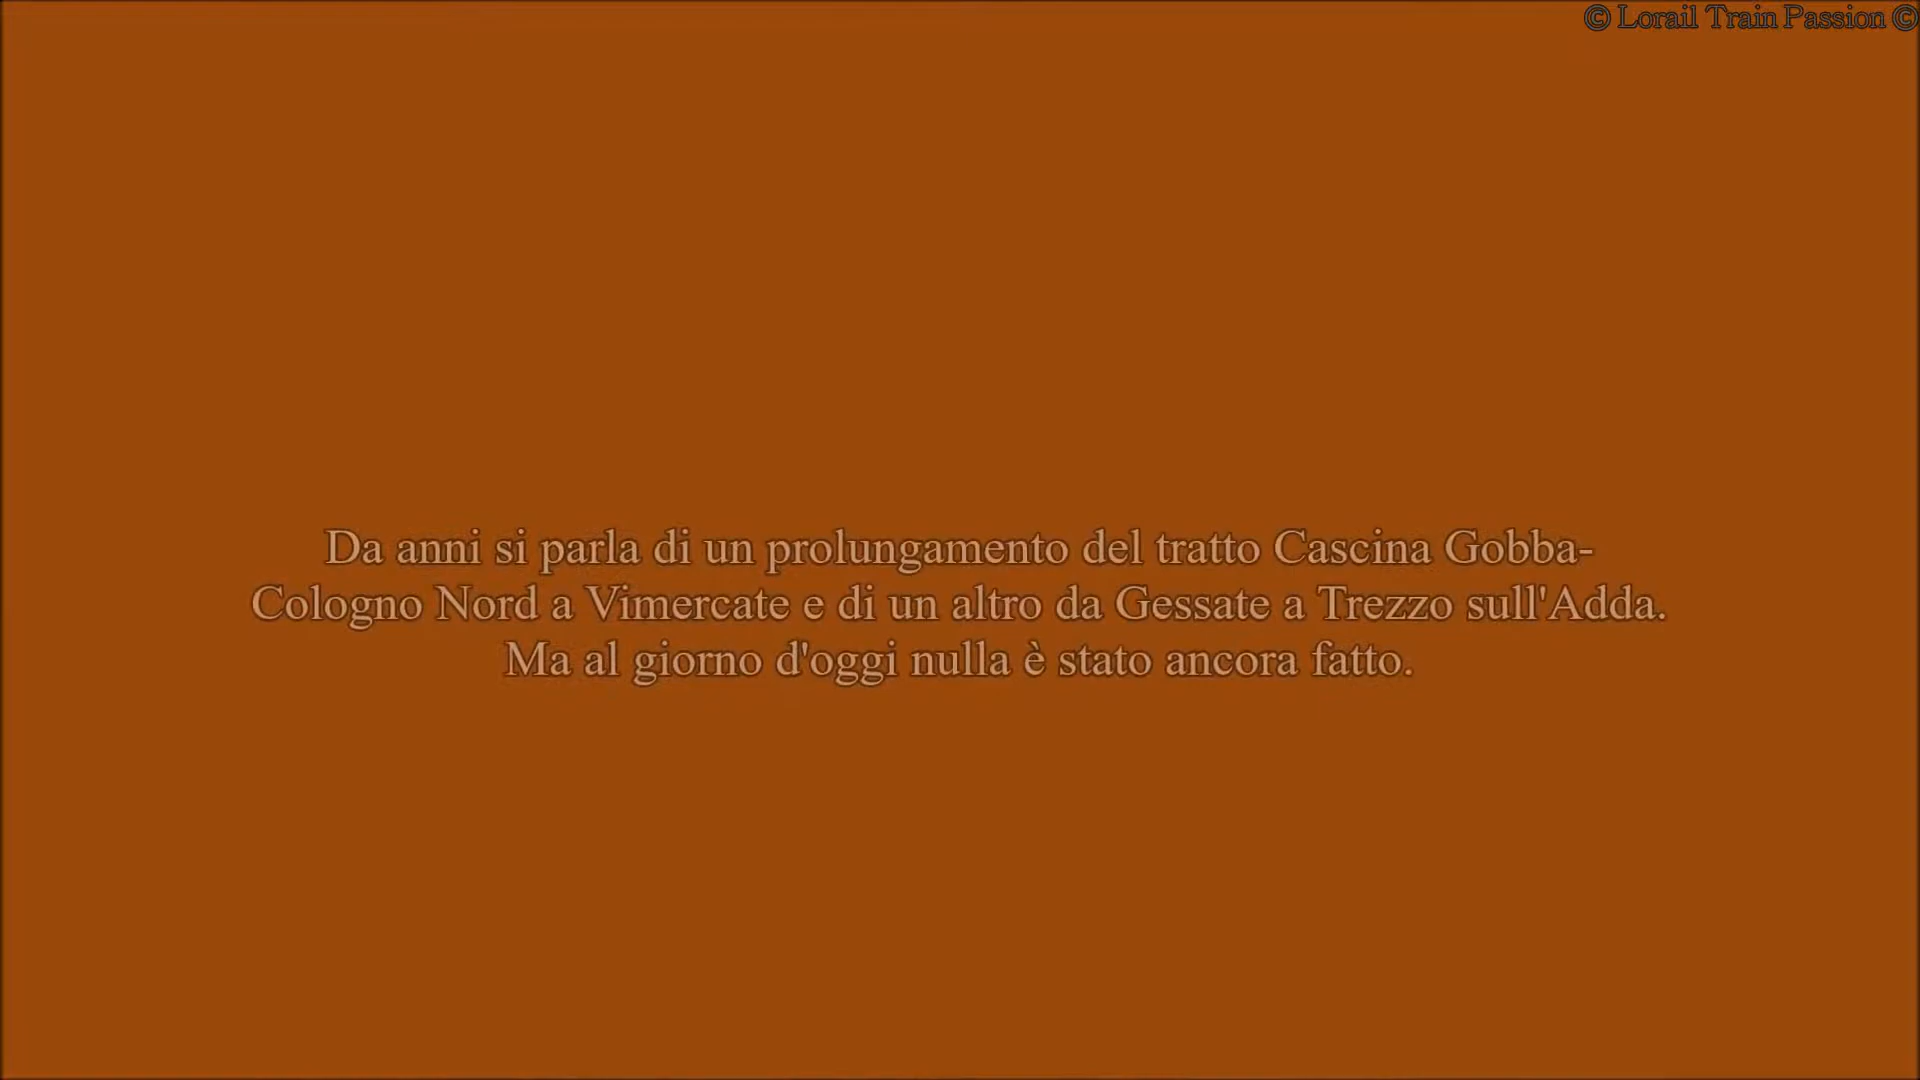 © Lorail Train Passion ©
Da anni si parla di un prolungamento del tratto Cascina Gobba-
Cologno Nord a Vimercate e di un altro da Gessate a Trezzo sull'Adda.
Ma al giorno d'oggi nulla è stato ancora fatto.